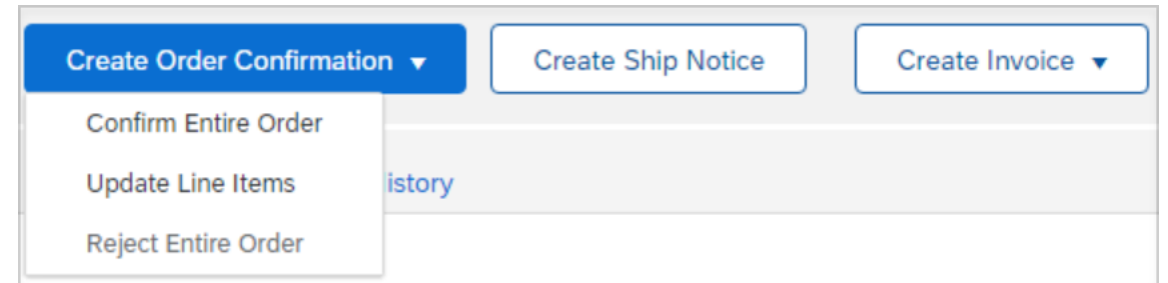 Create Order Confirmation
Create Ship Notice
Create Invoice
Confirm Entire Order
Update Line Items
istory
Reject Entire Order